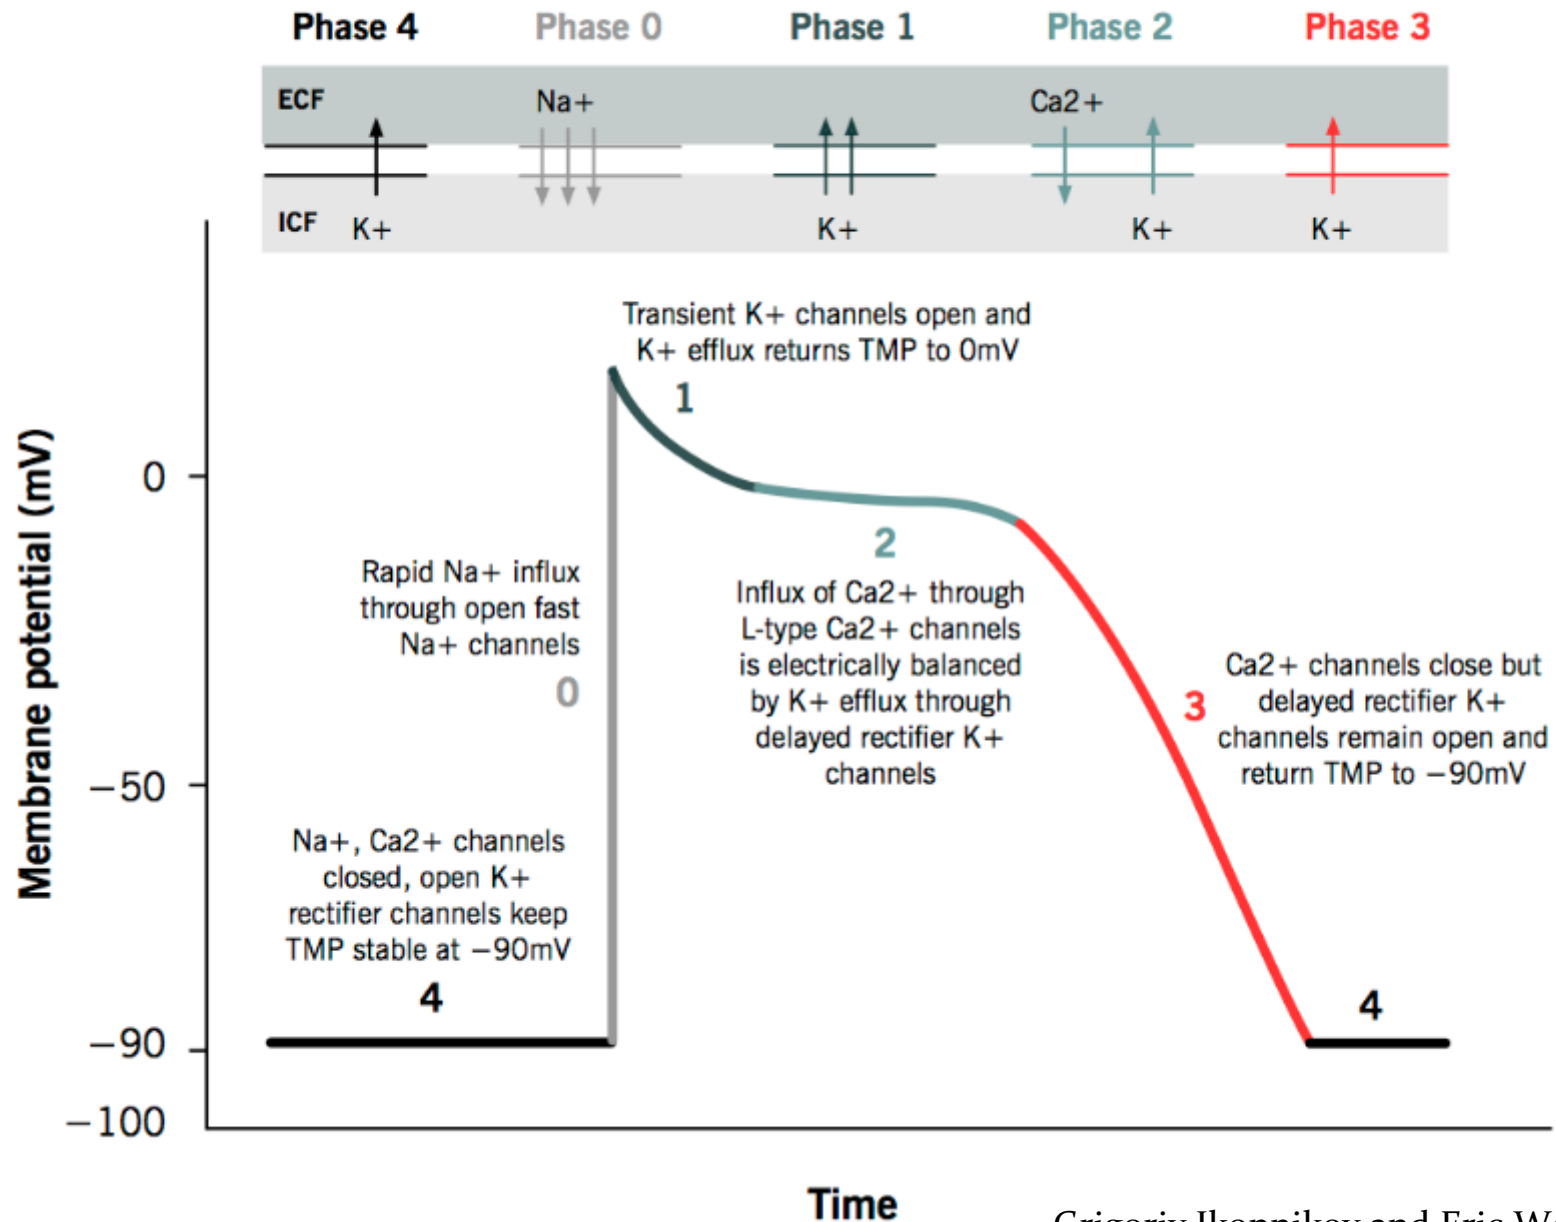 Phase 4 Phase 0 Phase 1 Phase 2 Phase 3
ECF Na+ Ca2+
ICF K+ K+ K+ K+
Transient K+ channels open and
K+ efflux returns TMP to 0mV
1
0
2
Rapid Na+ influx
through open fast
Na+ channels
0
Influx of Ca2+ through
L-type Ca2+ channels
is electrically balanced
by K+ efflux through
delayed rectifier K+
channels
3
Ca2+ channels close but
delayed rectifier K+
channels remain open and
return TMP to −90mV
Membrane potential (mV)
−50
Na+, Ca2+ channels
closed, open K+
rectifier channels keep
TMP stable at −90mV
4
4
−90
−100
Time